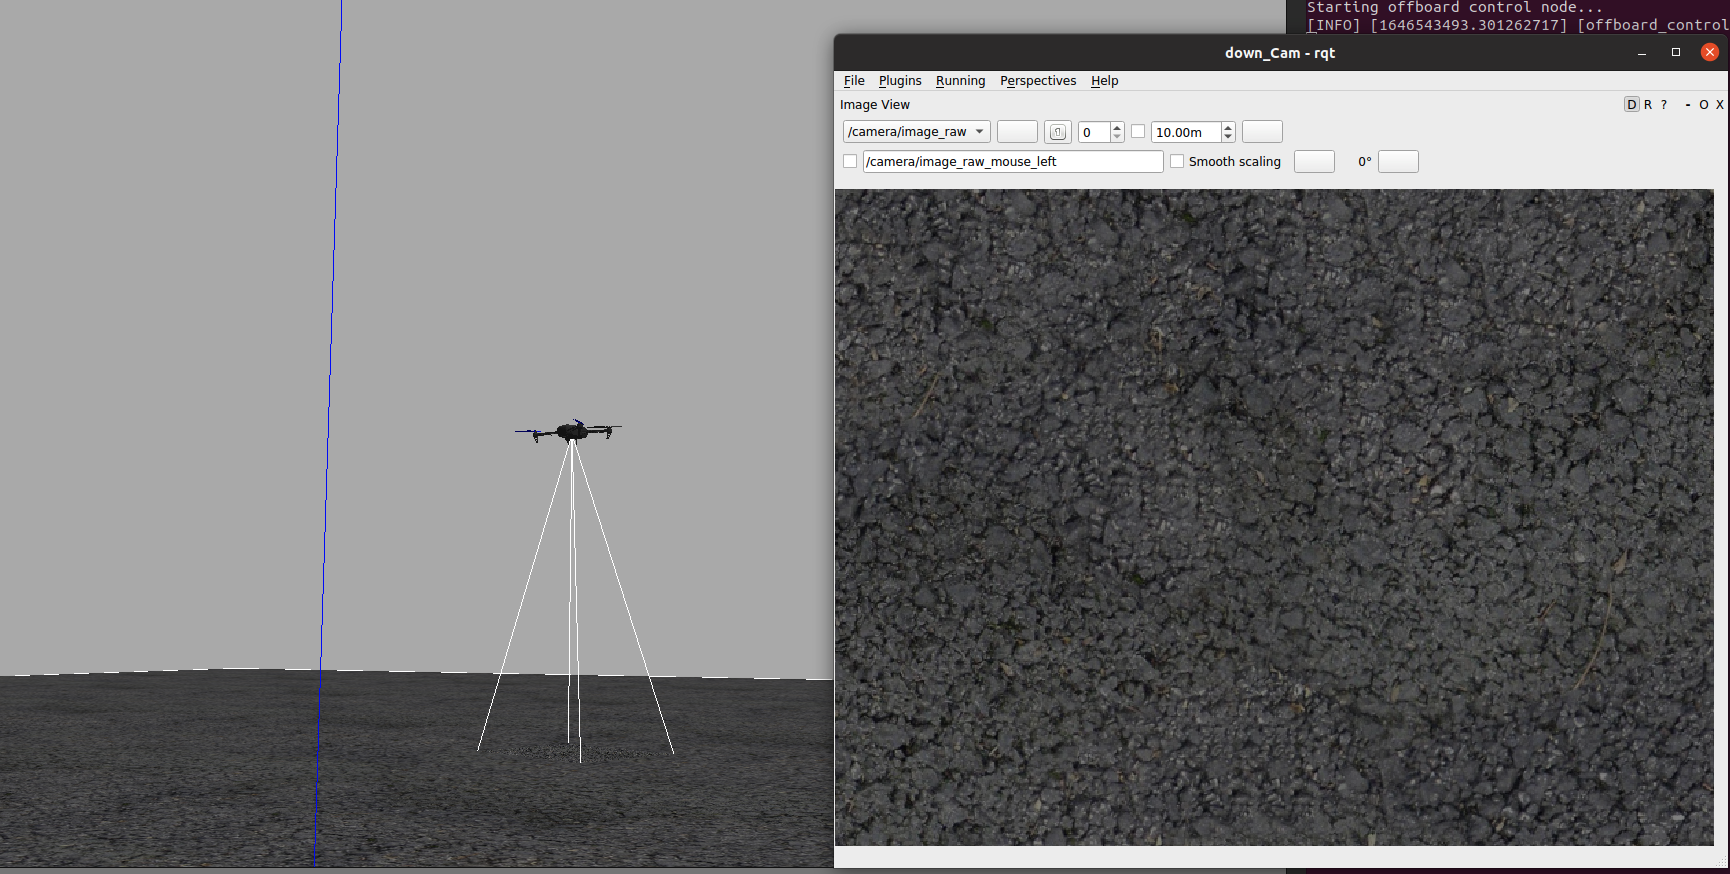 Starting offboard control node...
[INFO] [1646543493.301262717] [offboard_control
down_Cam - rqt
File Plugins Running Perspectives Help
Image View
D R ? - O X
/camera/image_raw 0 10.00m
/camera/image_raw_mouse_left Smooth scaling 0°